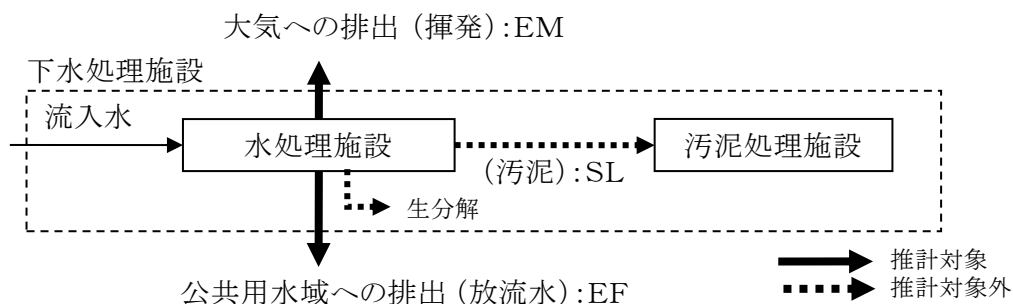 大気への排出（揮発）:EM
下水処理施設
流入水
水処理施設
汚泥処理施設
（汚泥）:SL
生分解
推計対象
公共用水域への排出（放流水）:EF
推計対象外